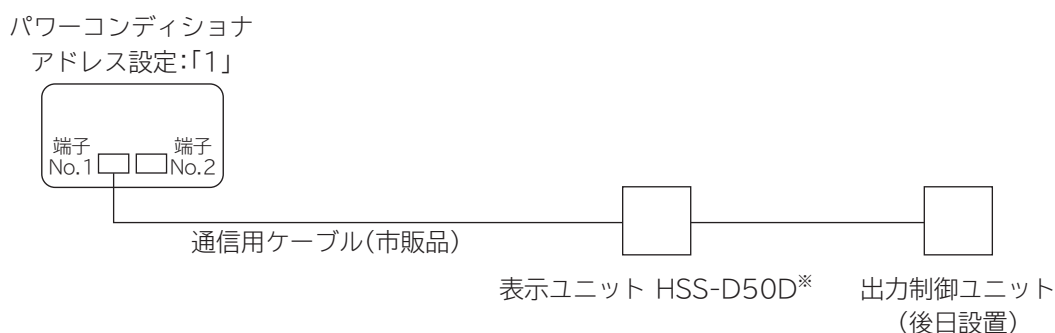 パワーコンディショナ
アドレス設定:「1」
端子
No.1
端子
No.2
通信用ケーブル(市販品)
表示ユニット HSS-D50D※
出力制御ユニット
(後日設置)